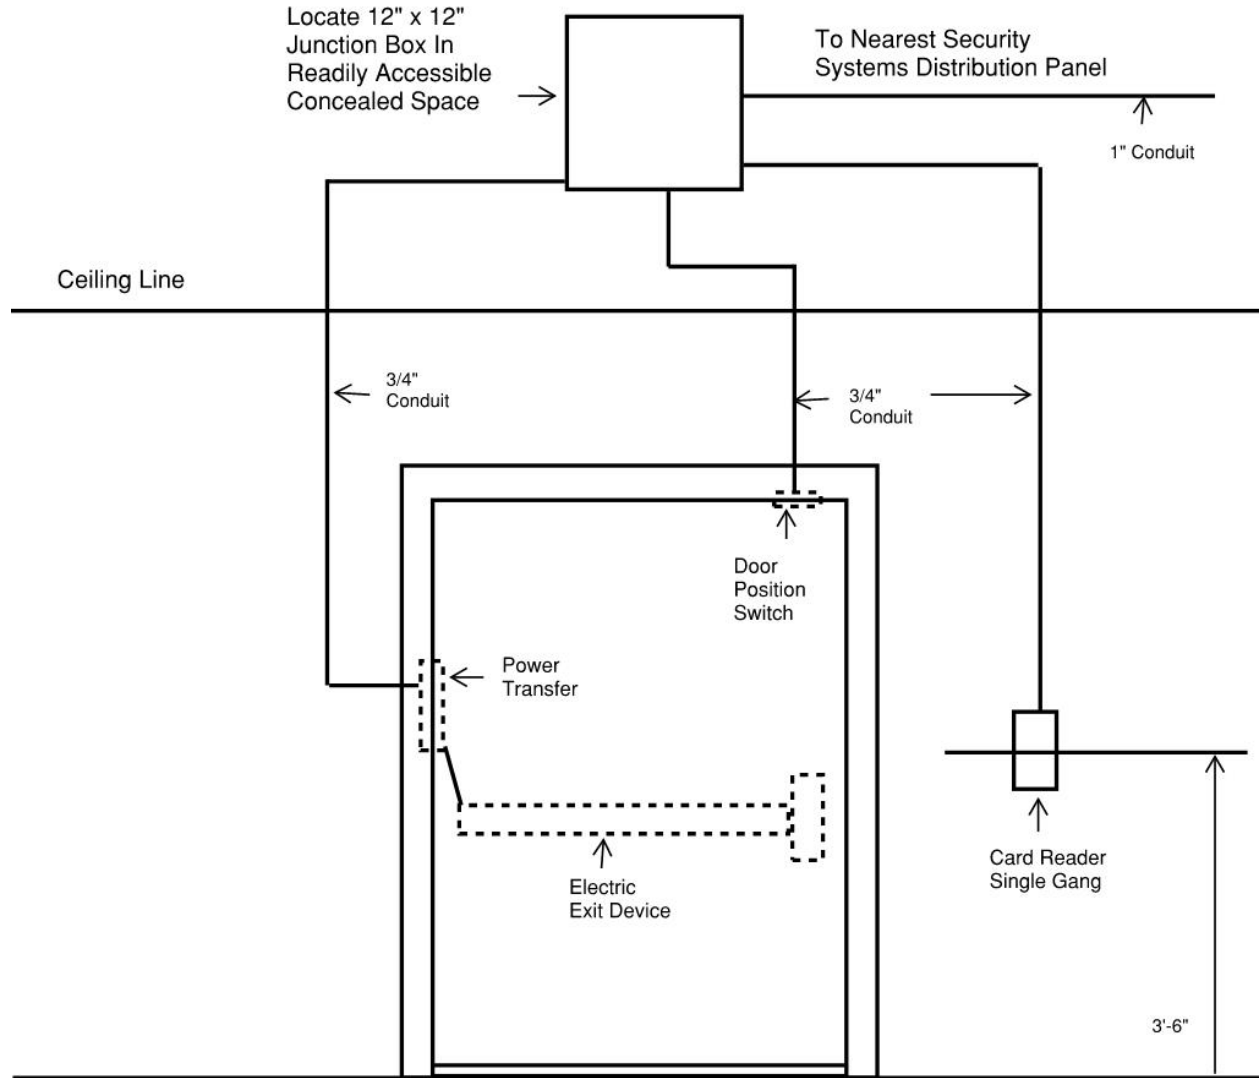 Locate 12" x 12"
Junction Box In
Readily Accessible
Concealed Space
To Nearest Security
Systems Distribution Panel
1" Conduit
Ceiling Line
3/4"
Conduit
3/4"
Conduit
Door
Position
Switch
Power
Transfer
Electric
Exit Device
Card Reader
Single Gang
3'-6"